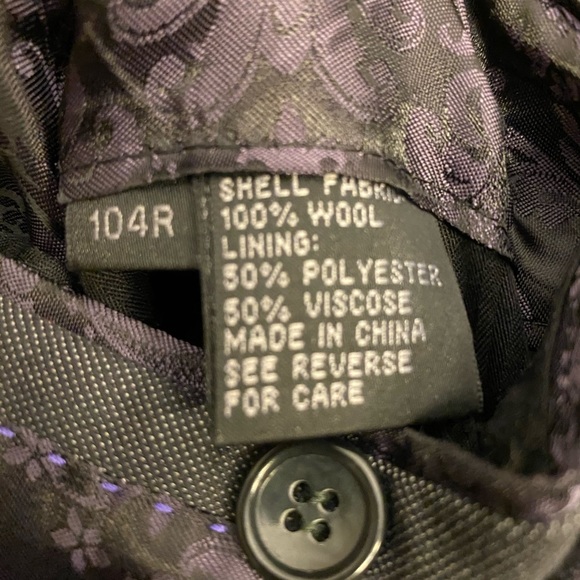 104R
SHELL FABRIC
100% WOOL
LINING:
50% POLYESTER
50% VISCOSE
MADE IN CHINA
SEE REVERSE
FOR CARE